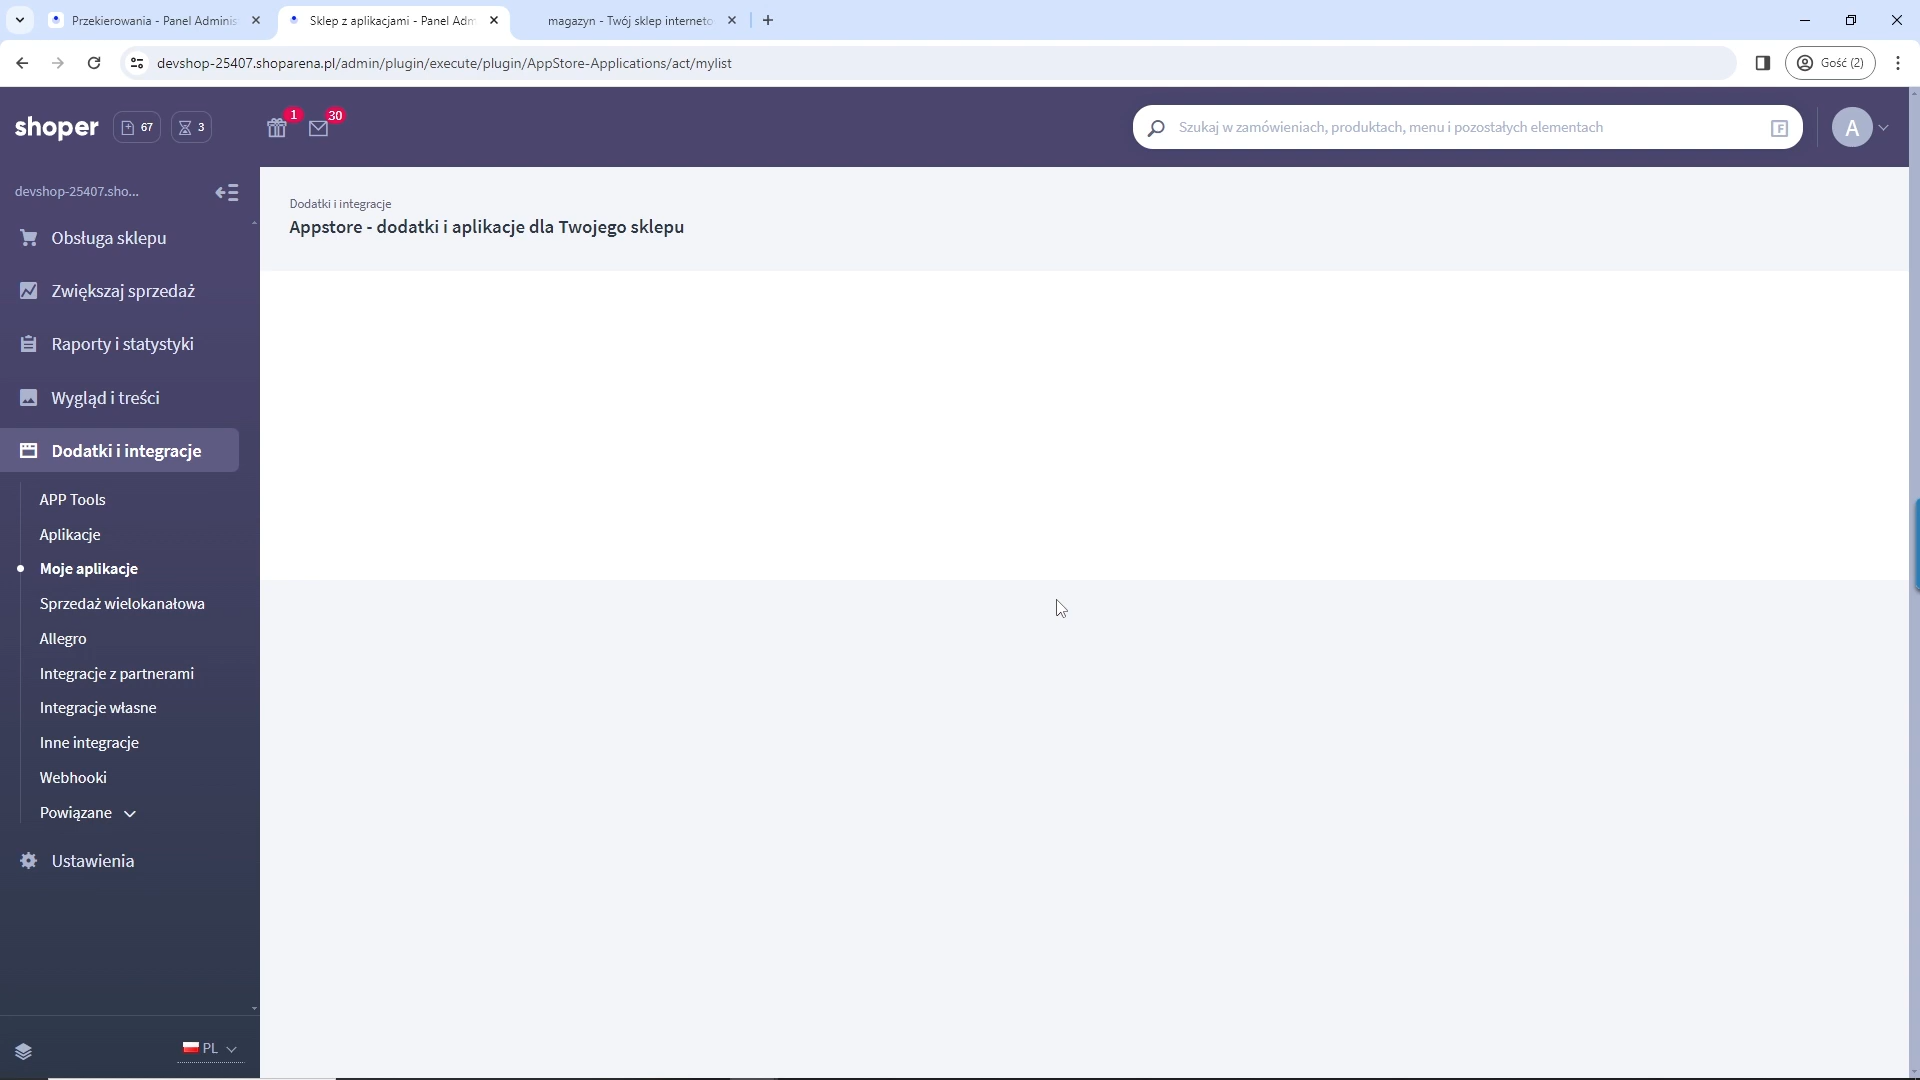 Przekierowania - Panel Adminis
Sklep z aplikacjami - Panel Adm
magazyn - Twój sklep interneto
devshop-25407.shoparena.pl/admin/plugin/execute/plugin/AppStore-Applications/act/mylist
Gość (2)
shoper
67
3
1
30
Szukaj w zamówieniach, produktach, menu i pozostałych elementach
F
A
devshop-25407.sho...
Obsługa sklepu
Zwiększaj sprzedaż
Raporty i statystyki
Wygląd i treści
Dodatki i integracje
APP Tools
Aplikacje
Moje aplikacje
Sprzedaż wielokanałowa
Allegro
Integracje z partnerami
Integracje własne
Inne integracje
Webhooki
Powiązane
Ustawienia
PL
Dodatki i integracje
Appstore - dodatki i aplikacje dla Twojego sklepu